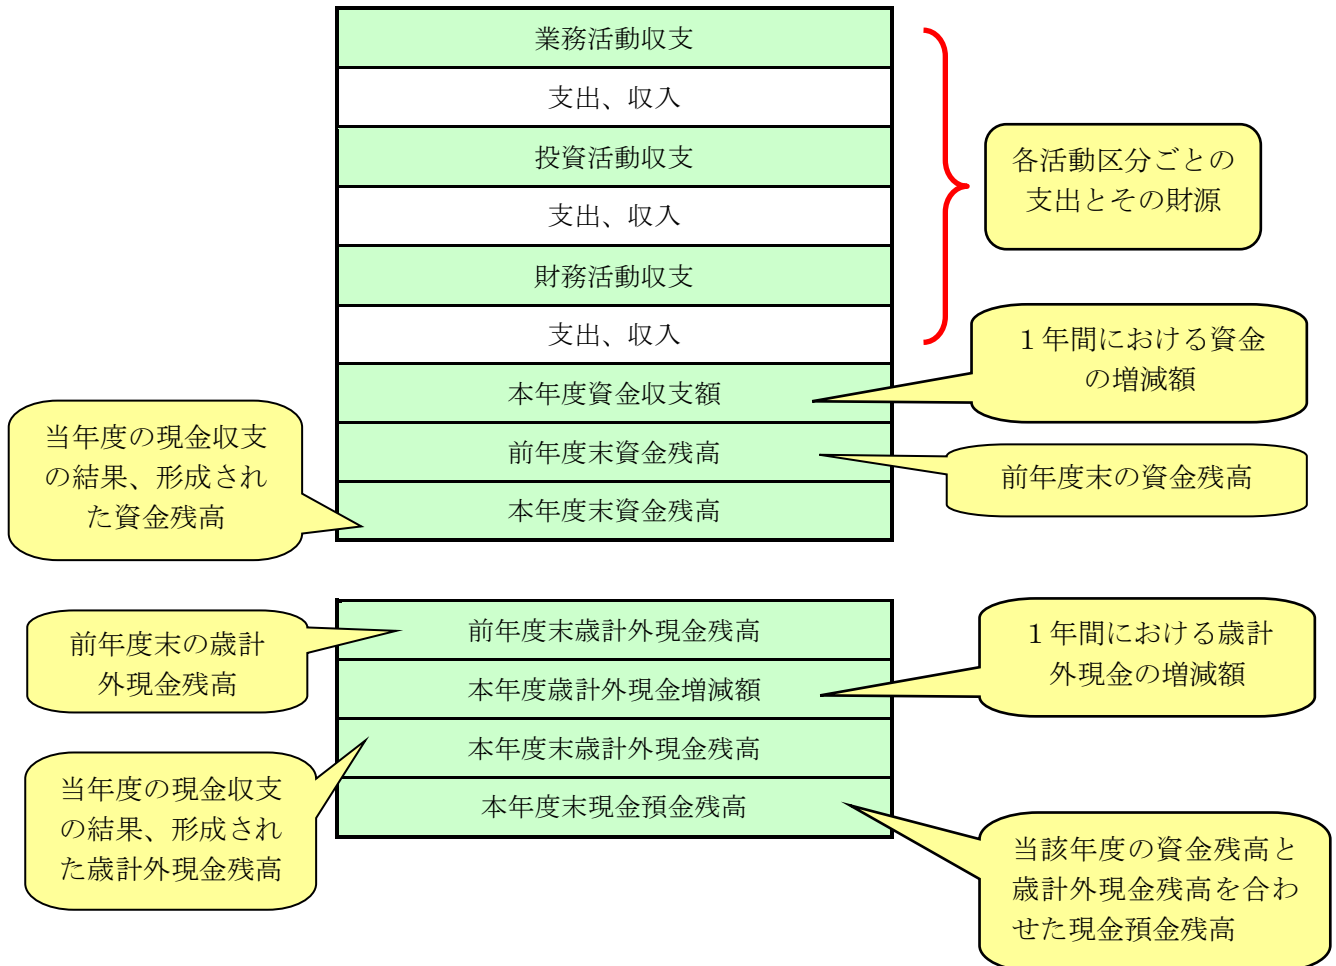 業務活動収支
支出、収入
投資活動収支
支出、収入
財務活動収支
支出、収入
本年度資金収支額
前年度末資金残高
本年度末資金残高
各活動区分ごとの
支出とその財源
１年間における資金
の増減額
前年度末の資金残高
当年度の現金収支
の結果、形成され
た資金残高
前年度末歳計外現金残高
本年度歳計外現金増減額
本年度末歳計外現金残高
本年度末現金預金残高
前年度末の歳計
外現金残高
１年間における歳計
外現金の増減額
当年度の現金収支
の結果、形成され
た歳計外現金残高
当該年度の資金残高と
歳計外現金残高を合わ
せた現金預金残高